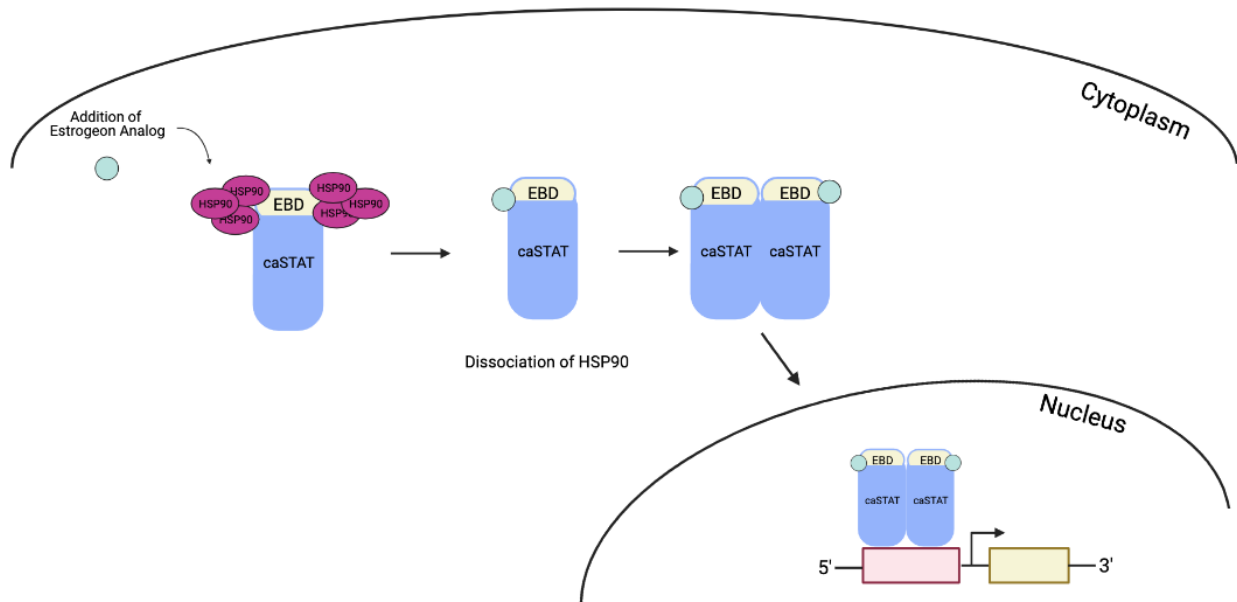 Cytoplasm
Addition of
Estrogeon Analog
HSP90
HSP90
HSP90
EBD
HSP90
HSP90
HSP90
caSTAT
EBD
caSTAT
EBD
EBD
caSTAT
caSTAT
Dissociation of HSP90
Nucleus
EBD
EBD
caSTAT
caSTAT
5'
3'